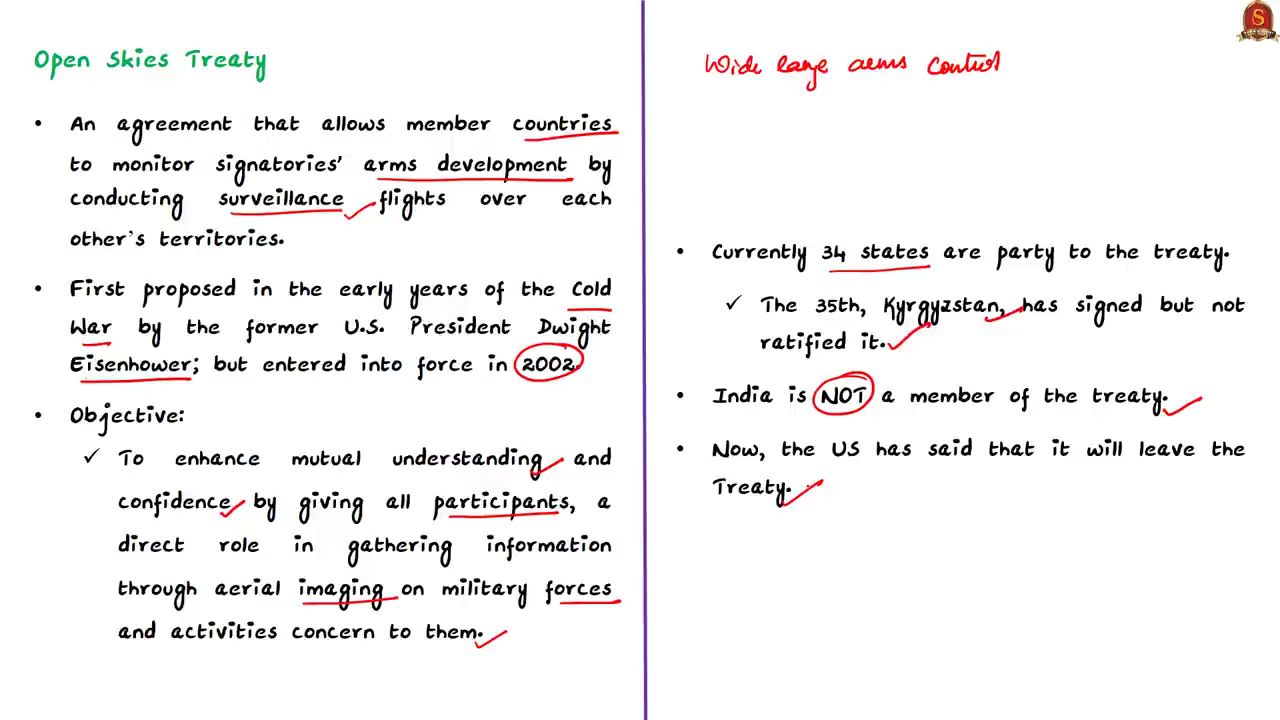 Open Skies Treaty
• An agreement that allows member countries
to monitor signatories' arms development by
conducting surveillance flights over each
other's territories.
• First proposed in the early years of the Cold
War by the former U.S. President Dwight
Eisenhower; but entered into force in 2002.
• Objective:
✓ To enhance mutual understanding and
confidence by giving all participants, a
direct role in gathering information
through aerial imaging on military forces
and activities concern to them.
Wide large arms control
• Currently 34 states are party to the treaty.
✓ The 35th, Kyrgyzstan, has signed but not
ratified it.
• India is NOT a member of the treaty.
• Now, the US has said that it will leave the
Treaty.
S